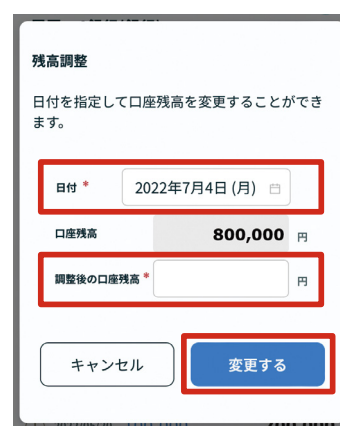 残高調整
日付を指定して口座残高を変更することができ
ます。
日付 * 2022年7月4日 (月)
口座残高 800,000 円
調整後の口座残高 * 円
キャンセル 変更する